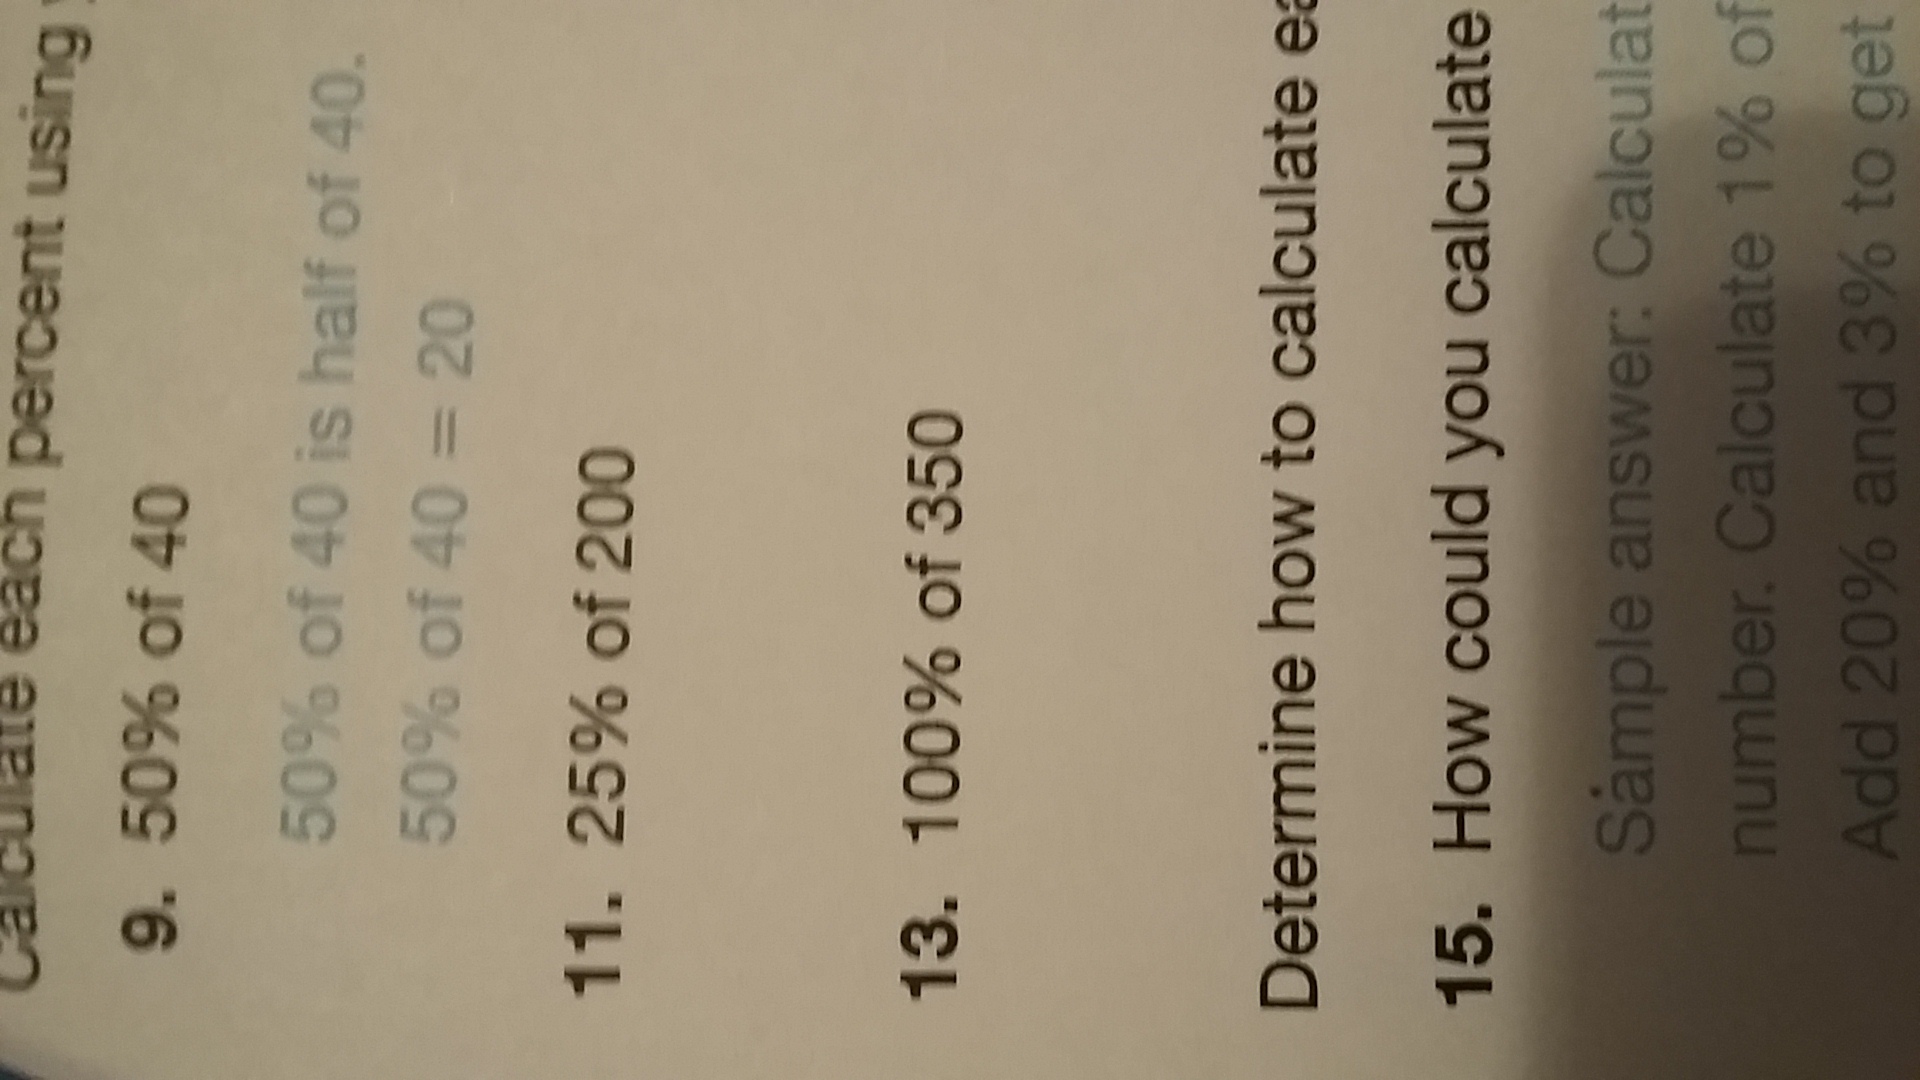 Calculate each percent using
9. 50% of 40
50% of 40 is half of 40.
50% of 40 = 20
11. 25% of 200
13. 100% of 350
Determine how to calculate
15. How could you calculate
Sample answer: Calculat
number. Calculate 1% of
Add 20% and 3% to get